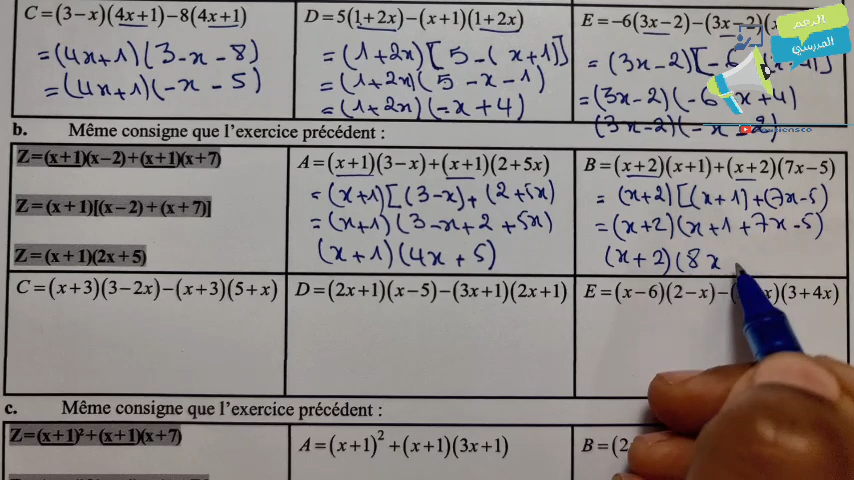 C=(3−x)(4x+1)−8(4x+1)
=(4x+1)(3-x-8)
=(4x+1)(-x-5)
D=5(1+2x)−(x+1)(1+2x)
=(1+2x)[5-(x+1)]
=(1+2x)(5-x-1)
=(1+2x)(-x+4)
E=−6(3x−2)−(3x−2)(x
=(3x-2)[-6
=(3x-2)(-6 x+4)
(3x-2)(-x-2)
الدعم
المدرسي
b. Même consigne que l'exercice précédent :
Z=(x+1)(x−2)+(x+1)(x+7)
Z=(x+1)[(x−2)+(x+7)]
Z=(x+1)(2x+5)
A=(x+1)(3−x)+(x+1)(2+5x)
=(x+1)[(3-x)+(2+5x)
=(x+1)(3-x+2+5x)
(x+1)(4x+5)
B=(x+2)(x+1)+(x+2)(7x−5)
=(x+2)[(x+1)+(7x-5)
=(x+2)(x+1+7x-5)
(x+2)(8x
C=(x+3)(3−2x)−(x+3)(5+x)
D=(2x+1)(x−5)−(3x+1)(2x+1)
E=(x−6)(2−x)−( x)(3+4x)
c. Même consigne que l'exercice précédent :
Z=(x+1)²+(x+1)(x+7)
A=(x+1)²+(x+1)(3x+1)
B=(2